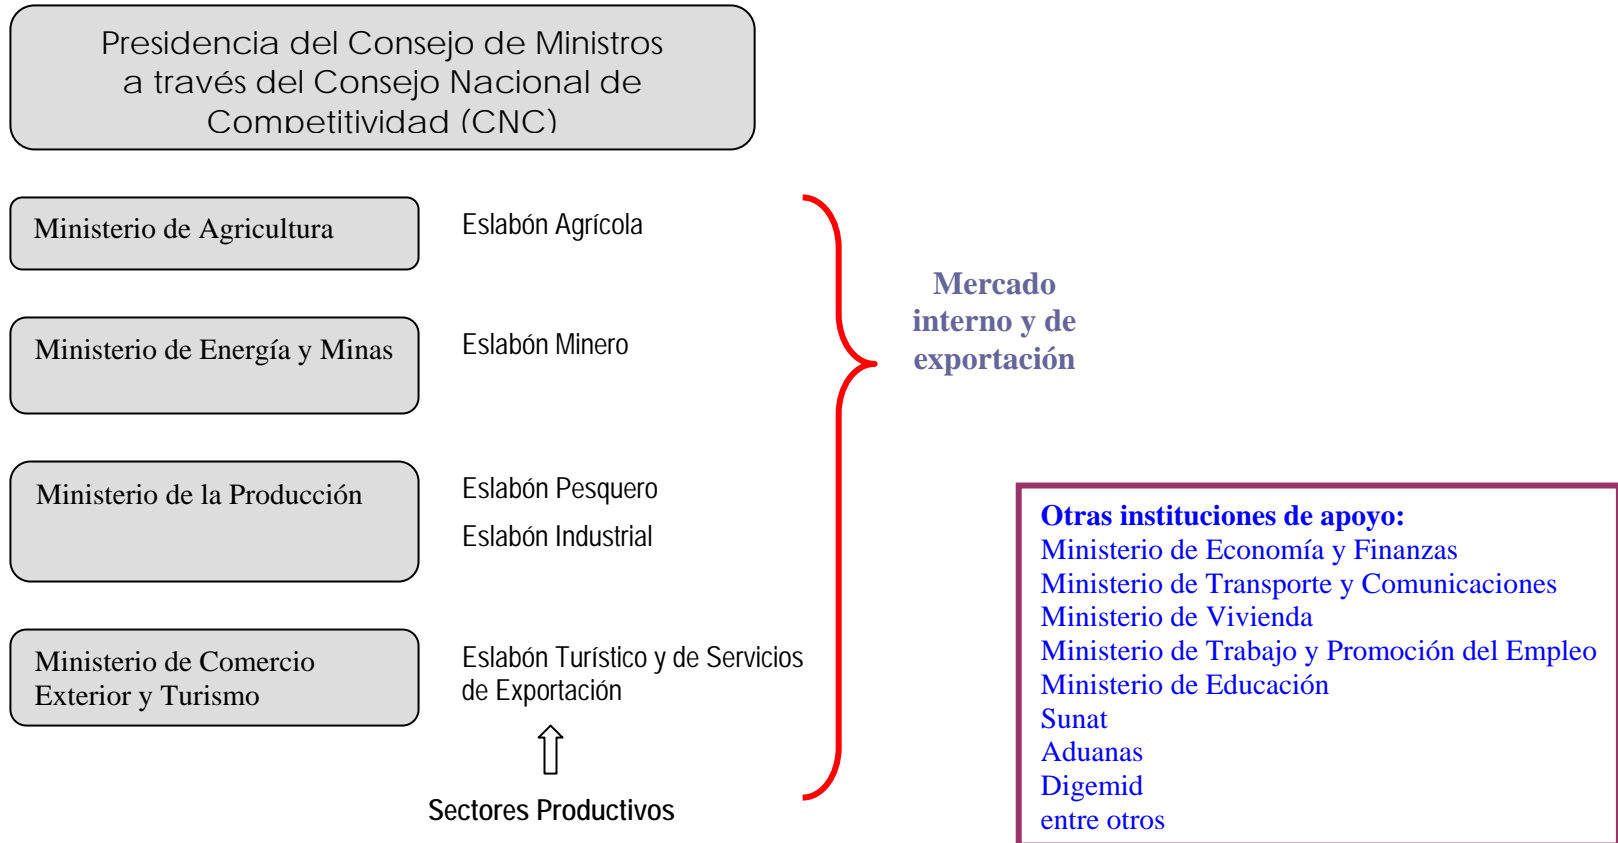 Presidencia del Consejo de Ministros
a través del Consejo Nacional de
Competitividad (CNC)
Ministerio de Agricultura
Eslabón Agrícola
Ministerio de Energía y Minas
Eslabón Minero
Ministerio de la Producción
Eslabón Pesquero
Eslabón Industrial
Ministerio de Comercio
Exterior y Turismo
Eslabón Turístico y de Servicios
de Exportación
Sectores Productivos
Mercado
interno y de
exportación
Otras instituciones de apoyo:
Ministerio de Economía y Finanzas
Ministerio de Transporte y Comunicaciones
Ministerio de Vivienda
Ministerio de Trabajo y Promoción del Empleo
Ministerio de Educación
Sunat
Aduanas
Digemid
entre otros